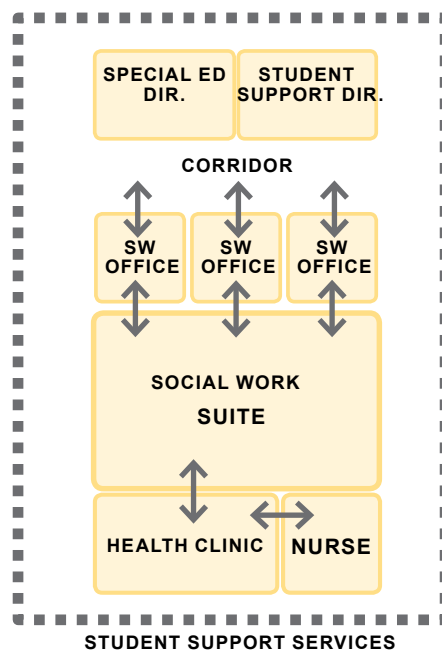 SPECIAL ED
DIR.
STUDENT
SUPPORT DIR.
CORRIDOR
SW
OFFICE
SW
OFFICE
SW
OFFICE
SOCIAL WORK
SUITE
HEALTH CLINIC
NURSE
STUDENT SUPPORT SERVICES